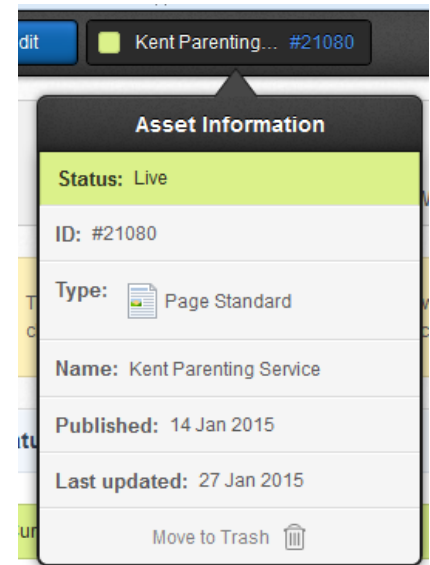 dit
Kent Parenting... #21080
Asset Information
Status: Live
ID: #21080
Type: Page Standard
Name: Kent Parenting Service
Published: 14 Jan 2015
Last updated: 27 Jan 2015
Move to Trash